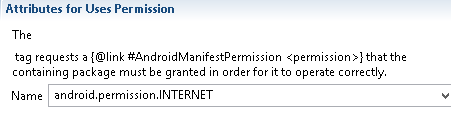 Attributes for Uses Permission
The
tag requests a {@link #AndroidManifestPermission <permission>} that the
containing package must be granted in order for it to operate correctly.
Name android.permission.INTERNET